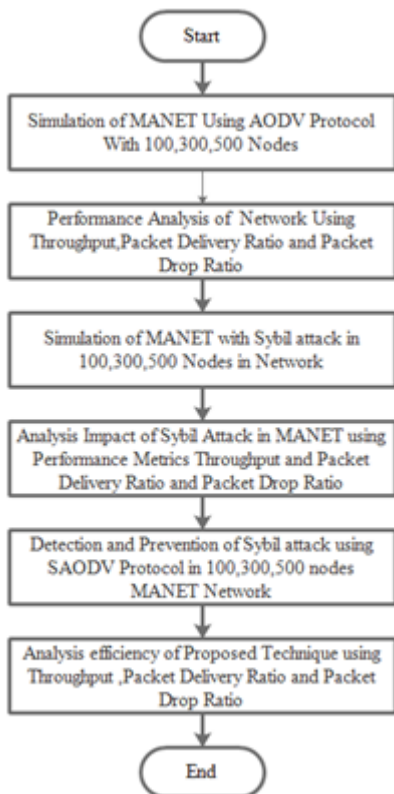 Start
Simulation of MANET Using AODV Protocol
With 100,300,500 Nodes
Performance Analysis of Network Using
Throughput,Packet Delivery Ratio and Packet
Drop Ratio
Simulation of MANET with Sybil attack in
100,300,500 Nodes in Network
Analysis Impact of Sybil Attack in MANET using
Performance Metrics Throughput and Packet
Delivery Ratio and Packet Drop Ratio
Detection and Prevention of Sybil attack using
SAODV Protocol in 100,300,500 nodes
MANET Network
Analysis efficiency of Proposed Technique using
Throughput ,Packet Delivery Ratio and Packet
Drop Ratio
End